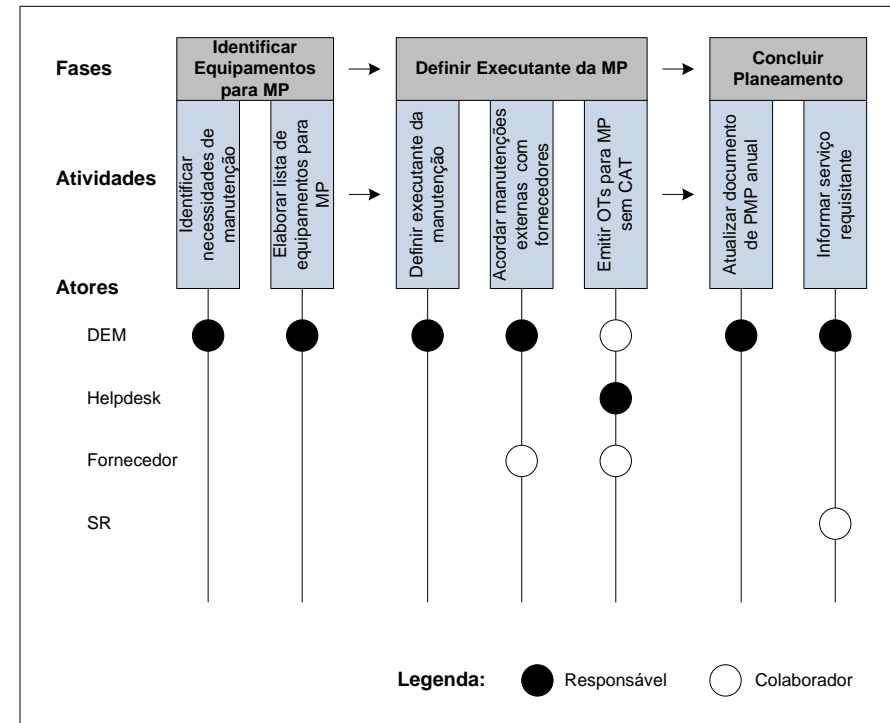 Fases
Identificar
Equipamentos
para MP
Definir Executante da MP
Concluir
Planeamento
Atividades
Identificar
necessidades de
manutenção
Elaborar lista de
equipamentos para
MP
Definir executante da
manutenção
Acordar manutenções
externas com
fornecedores
Emitir OTs para MP
sem CAT
Atualizar documento
de PMP anual
Informar serviço
requisitante
Atores
DEM
Helpdesk
Fornecedor
SR
Legenda:
Responsável
Colaborador